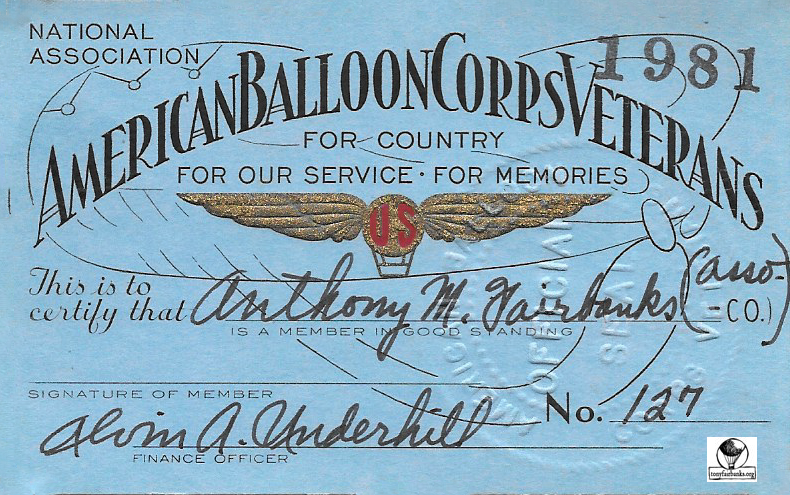 NATIONAL
ASSOCIATION
1981
AMERICAN BALLOON CORPS VETERANS
FOR COUNTRY
FOR OUR SERVICE · FOR MEMORIES
US
This is to
certify that Anthony M. Fairbanks (asso-
- CO.)
IS A MEMBER IN GOOD STANDING
SIGNATURE OF MEMBER
No. 127
Alvin A. Underhill
FINANCE OFFICER
OFFICIAL
SEAL
tonyfairbanks.org